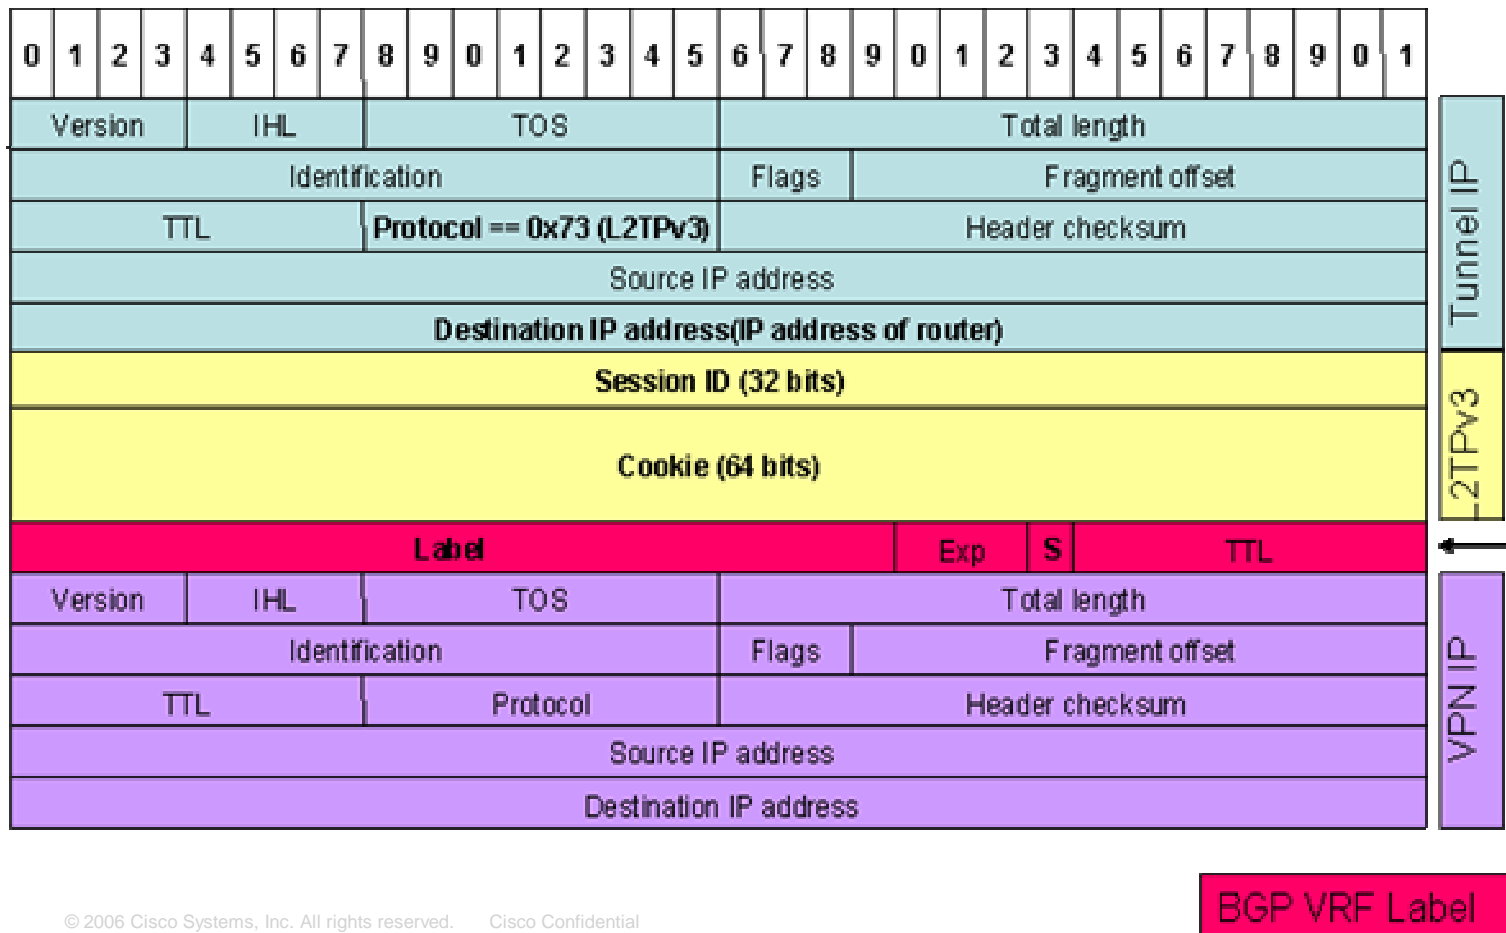 0 1 2 3 4 5 6 7 8 9 0 1 2 3 4 5 6 7 8 9 0 1 2 3 4 5 6 7 8 9 0 1
Version IHL TOS Total length
Identification Flags Fragment offset
TTL Protocol == 0x73 (L2TPv3) Header checksum
Source IP address
Destination IP address(IP address of router)
Tunnel IP
Session ID (32 bits)
Cookie (64 bits)
L2TPv3
Label Exp S TTL
Version IHL TOS Total length
Identification Flags Fragment offset
TTL Protocol Header checksum
Source IP address
Destination IP address
VPN IP
BGP VRF Label
© 2006 Cisco Systems, Inc. All rights reserved. Cisco Confidential